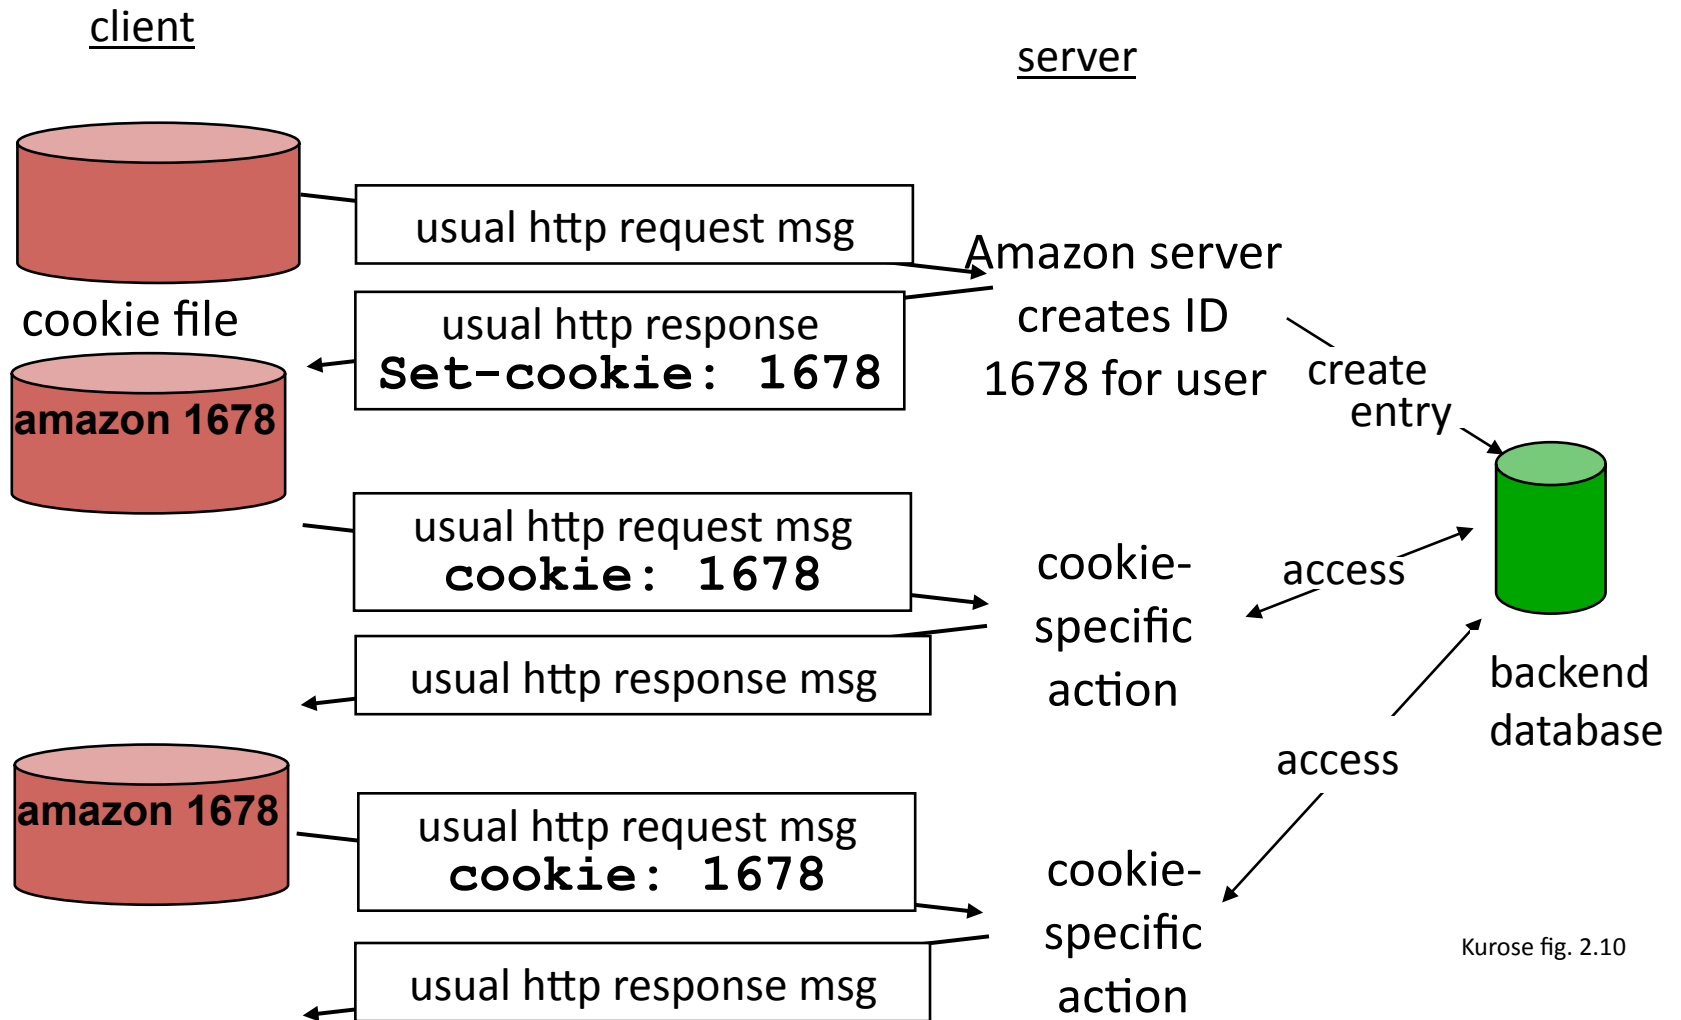 client
server
usual http request msg
Amazon server
creates ID
1678 for user
cookie file
usual http response
Set-cookie: 1678
create
entry
amazon 1678
usual http request msg
cookie: 1678
cookie-
specific
action
access
usual http response msg
backend
database
access
amazon 1678
usual http request msg
cookie: 1678
cookie-
specific
action
usual http response msg
Kurose fig. 2.10